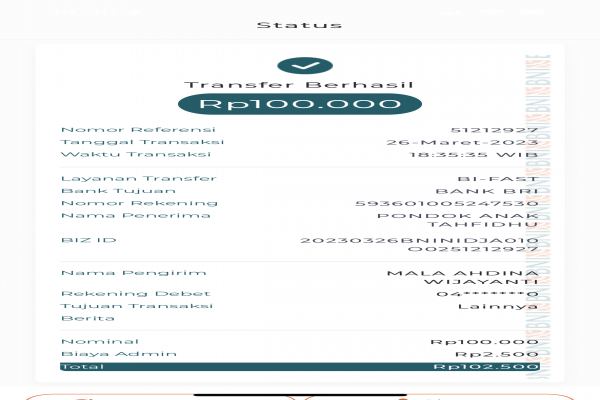 Status
Transfer Berhasil
Rp100.000
Nomor Referensi 51212927
Tanggal Transaksi 26-Maret-2023
Waktu Transaksi 18:35:35 WIB
Layanan Transfer BI-FAST
Bank Tujuan BANK BRI
Nomor Rekening 593601005247530
Nama Penerima PONDOK ANAK
TAHFIDHU
BIZ ID 20230326BNINIDJA010
O0251212927
Nama Pengirim MALA AHDINA
WIJAYANTI
Rekening Debet 04*******0
Tujuan Transaksi Lainnya
Berita
Nominal Rp100.000
Biaya Admin Rp2.500
Total Rp102.500